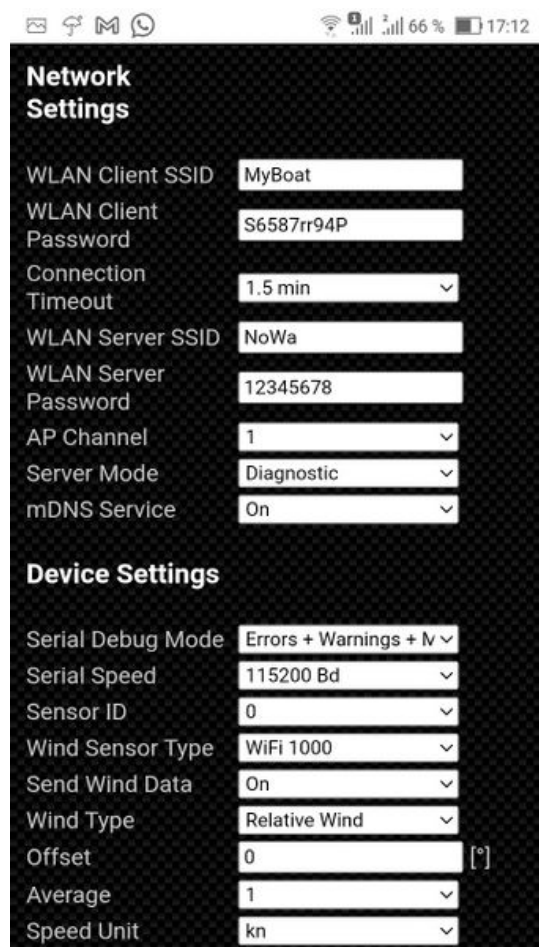 66 % 17:12
Network
Settings
WLAN Client SSID MyBoat
WLAN Client
Password S6587rr94P
Connection
Timeout 1.5 min
WLAN Server SSID NoWa
WLAN Server
Password 12345678
AP Channel 1
Server Mode Diagnostic
mDNS Service On
Device Settings
Serial Debug Mode Errors + Warnings +
Serial Speed 115200 Bd
Sensor ID 0
Wind Sensor Type WiFi 1000
Send Wind Data On
Wind Type Relative Wind
Offset 0 [°]
Average 1
Speed Unit kn